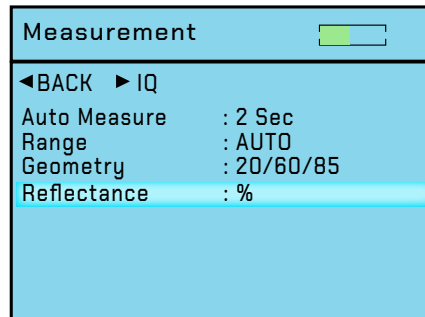 Measurement
◄BACK ►IQ
Auto Measure : 2 Sec
Range : AUTO
Geometry : 20/60/85
Reflectance : %